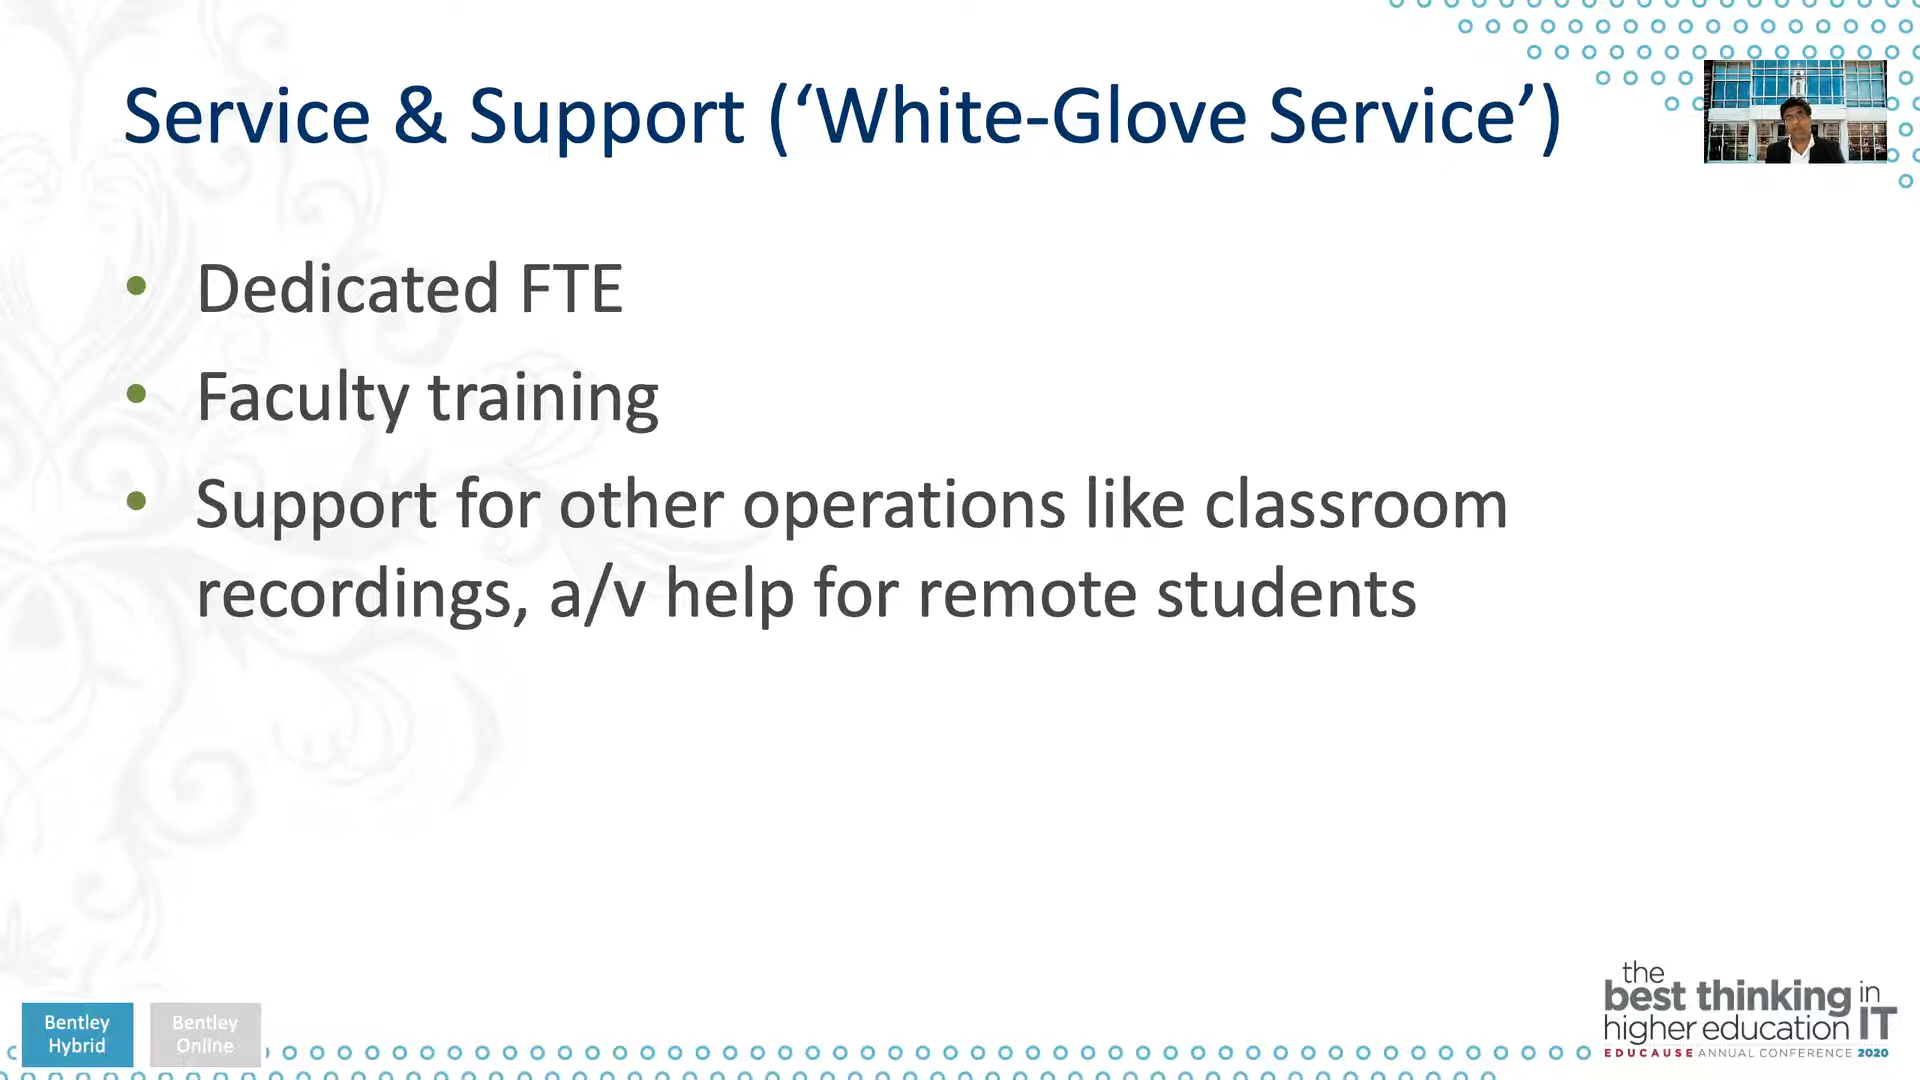 Service & Support (‘White-Glove Service’)
• Dedicated FTE
• Faculty training
• Support for other operations like classroom
recordings, a/v help for remote students
Bentley
Hybrid
Bentley
Online
the
best thinking in
higher education IT
EDUCAUSE ANNUAL CONFERENCE 2020